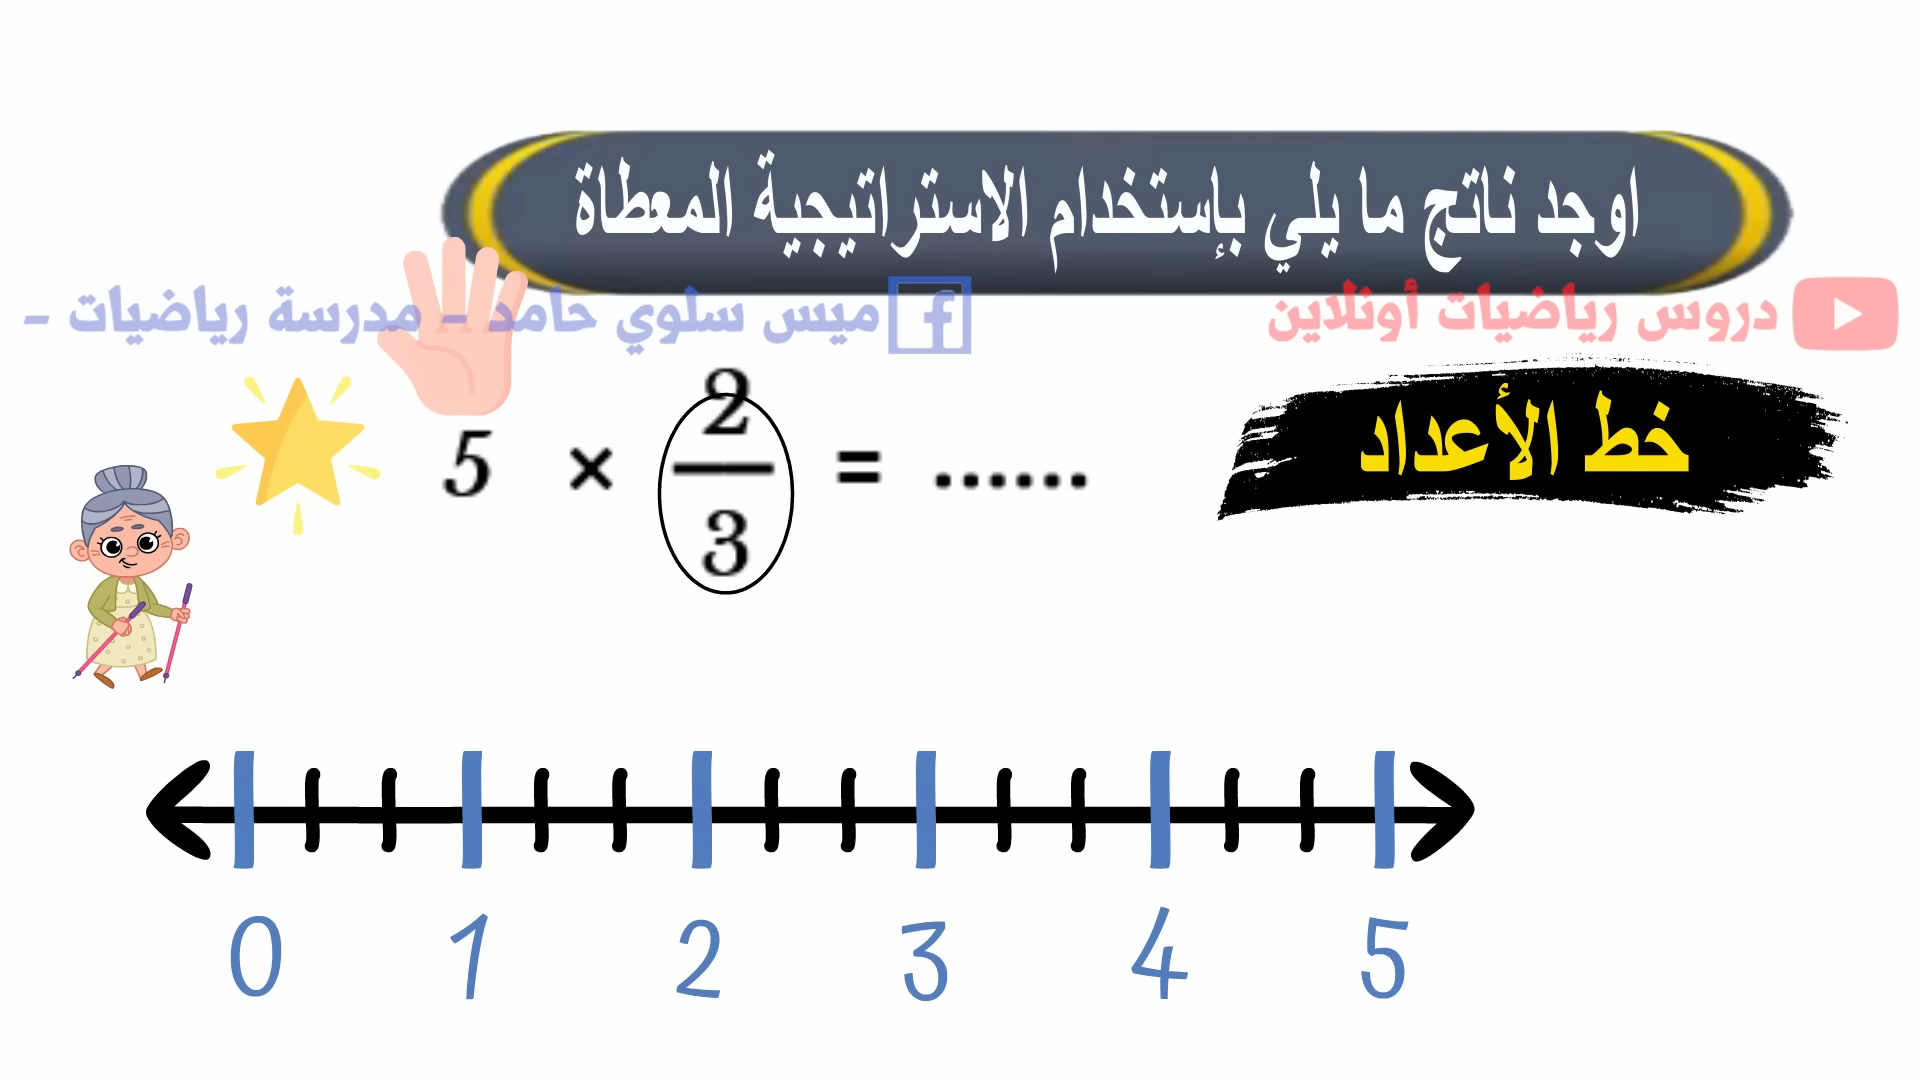 اوجد ناتج ما يلي بإستخدام الاستراتيجية المعطاة
دروس رياضيات أونلاين
ميس سلوي حامد - مدرسة رياضيات -
خط الأعداد
5 × 2/3 = ......
0 1 2 3 4 5